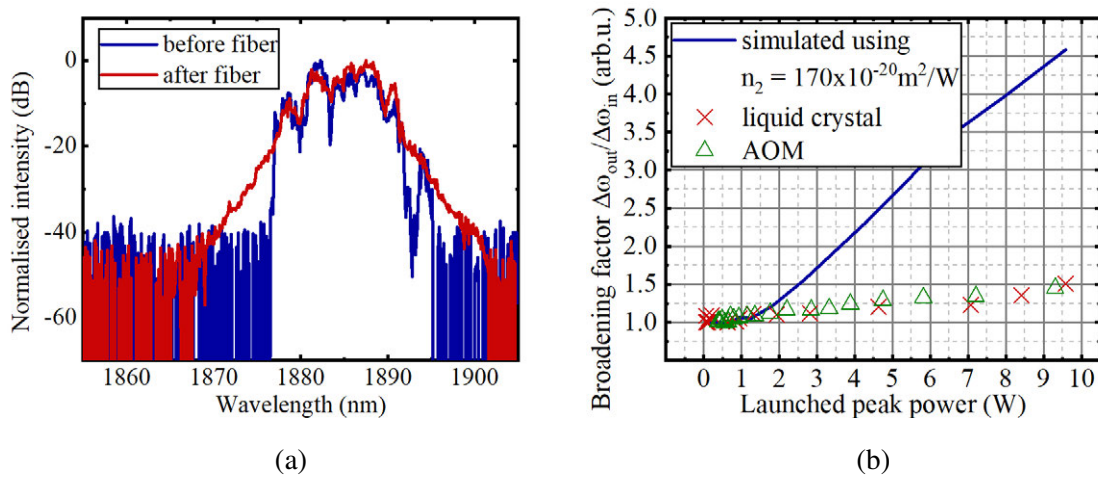 (a)
before fiber
after fiber
Normalised intensity (dB)
0
-20
-40
-60
1860 1870 1880 1890 1900
Wavelength (nm)
(b)
simulated using
n₂ = 170x10⁻²⁰m²/W
liquid crystal
AOM
Broadening factor Δω_out/Δω_in (arb.u.)
5.0
4.5
4.0
3.5
3.0
2.5
2.0
1.5
1.0
0 1 2 3 4 5 6 7 8 9 10
Launched peak power (W)
(a) (b)